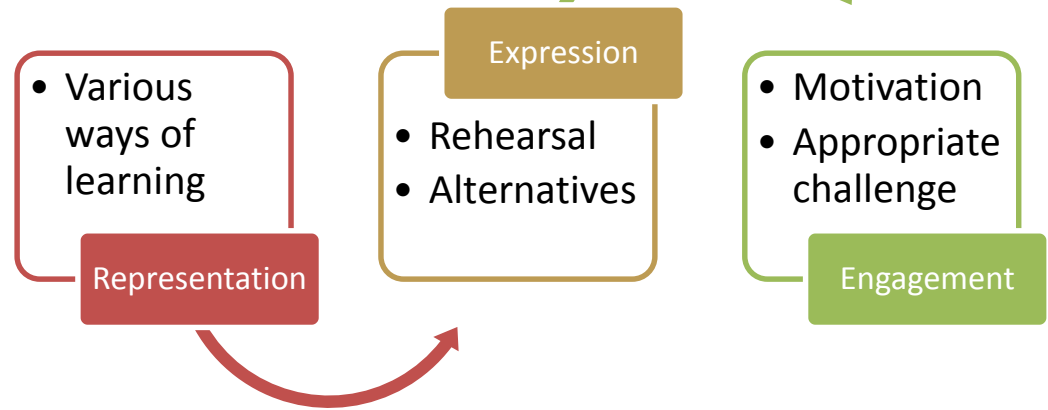 • Various
ways of
learning
Representation
Expression
• Rehearsal
• Alternatives
• Motivation
• Appropriate
challenge
Engagement